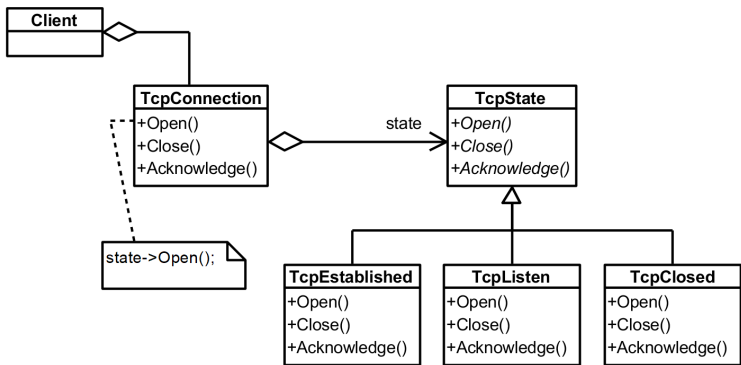 Client
TcpConnection
+Open()
+Close()
+Acknowledge()
state
TcpState
+Open()
+Close()
+Acknowledge()
state->Open();
TcpEstablished
+Open()
+Close()
+Acknowledge()
TcpListen
+Open()
+Close()
+Acknowledge()
TcpClosed
+Open()
+Close()
+Acknowledge()